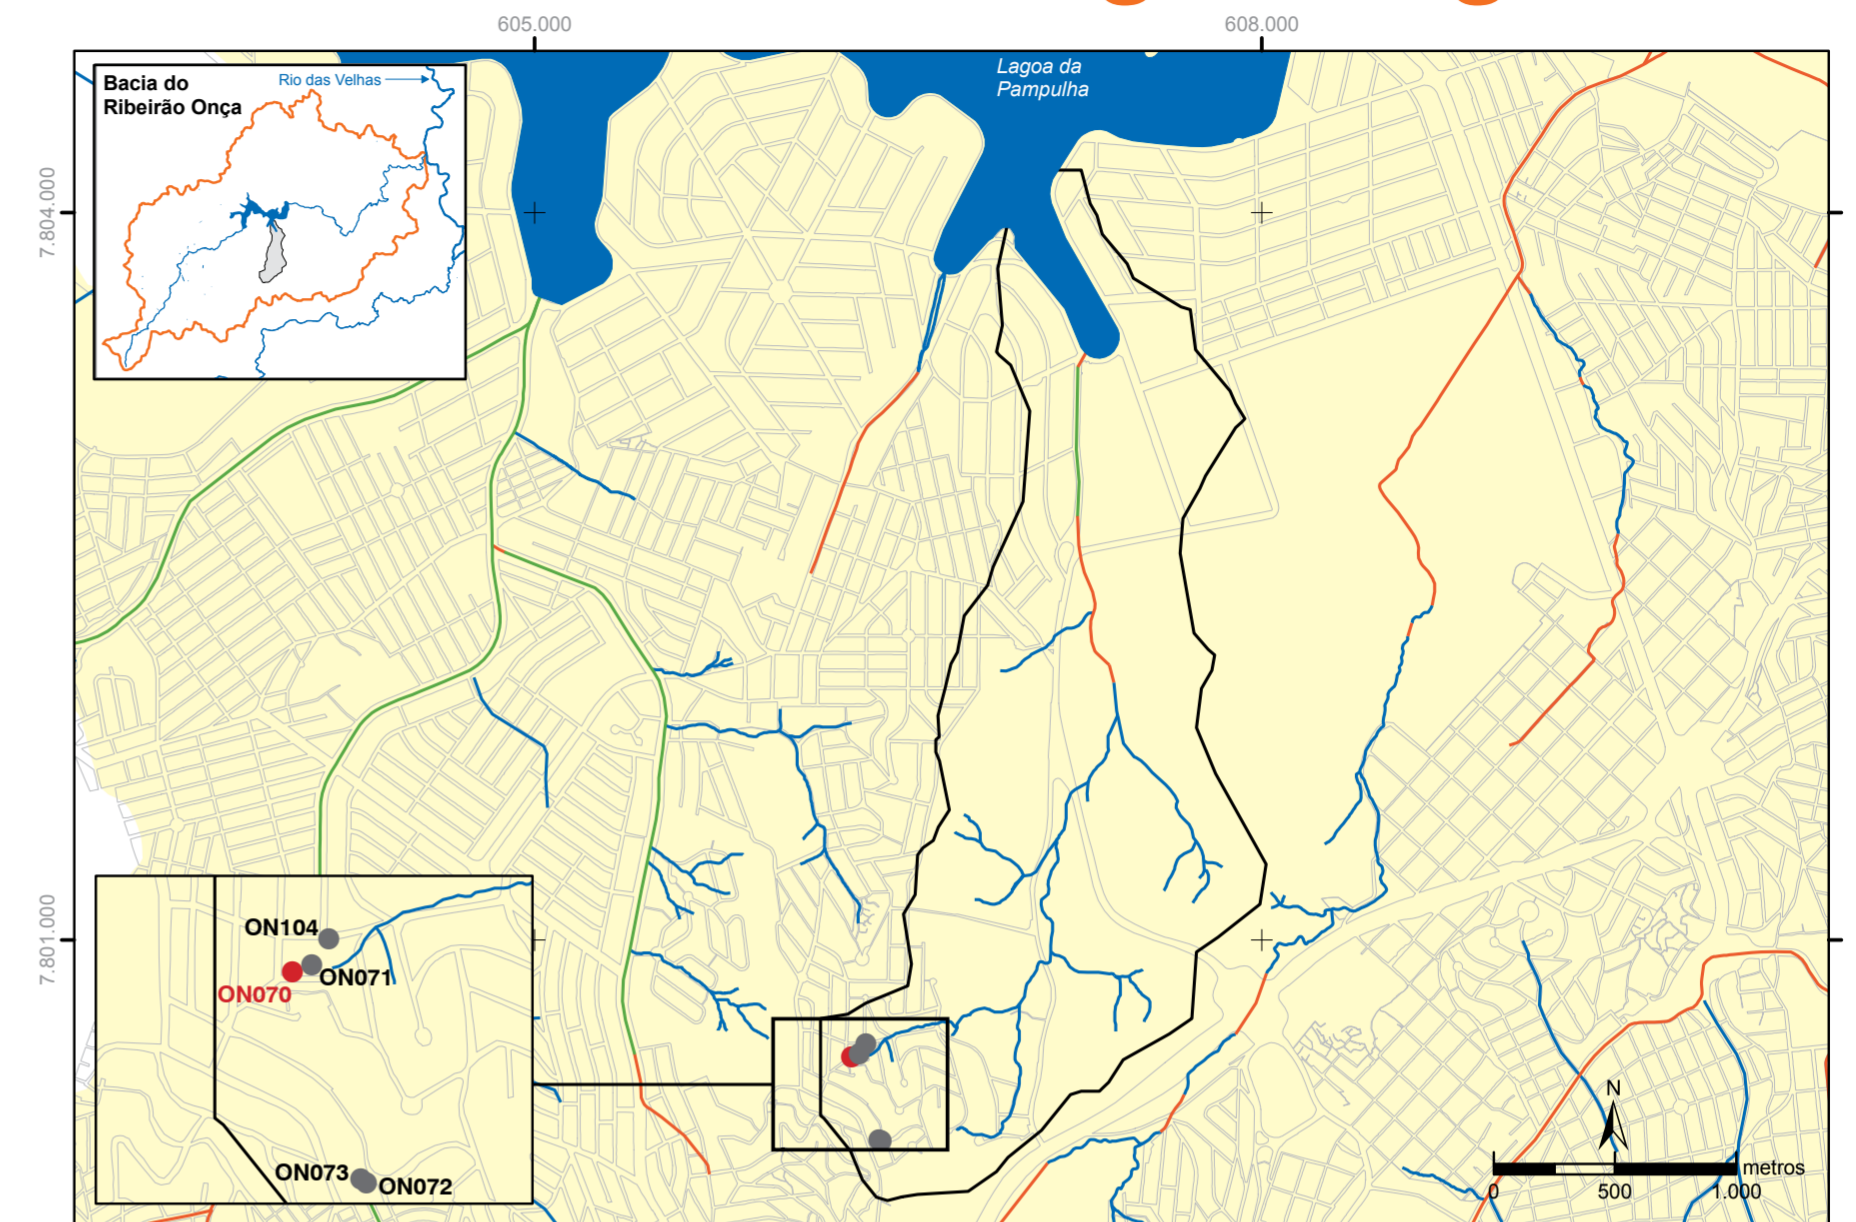 605.000
608.000
Bacia do
Ribeirão Onça
Rio das Velhas
Lagoa da
Pampulha
7.804.000
7.801.000
ON104
ON071
ON070
ON073
ON072
N
metros
0
500
1.000